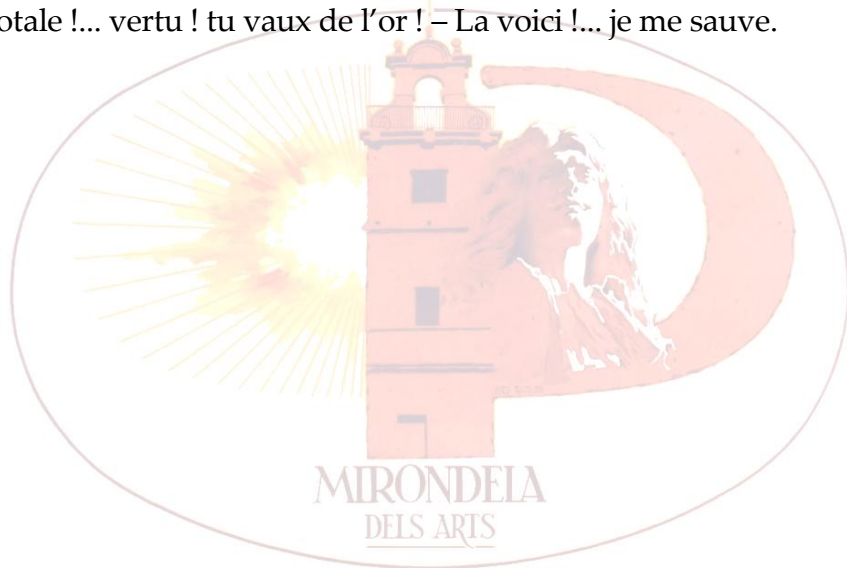 otale !... vertu ! tu vaux de l’or ! – La voici !... je me sauve.
MIRONDELA
DELS ARTS